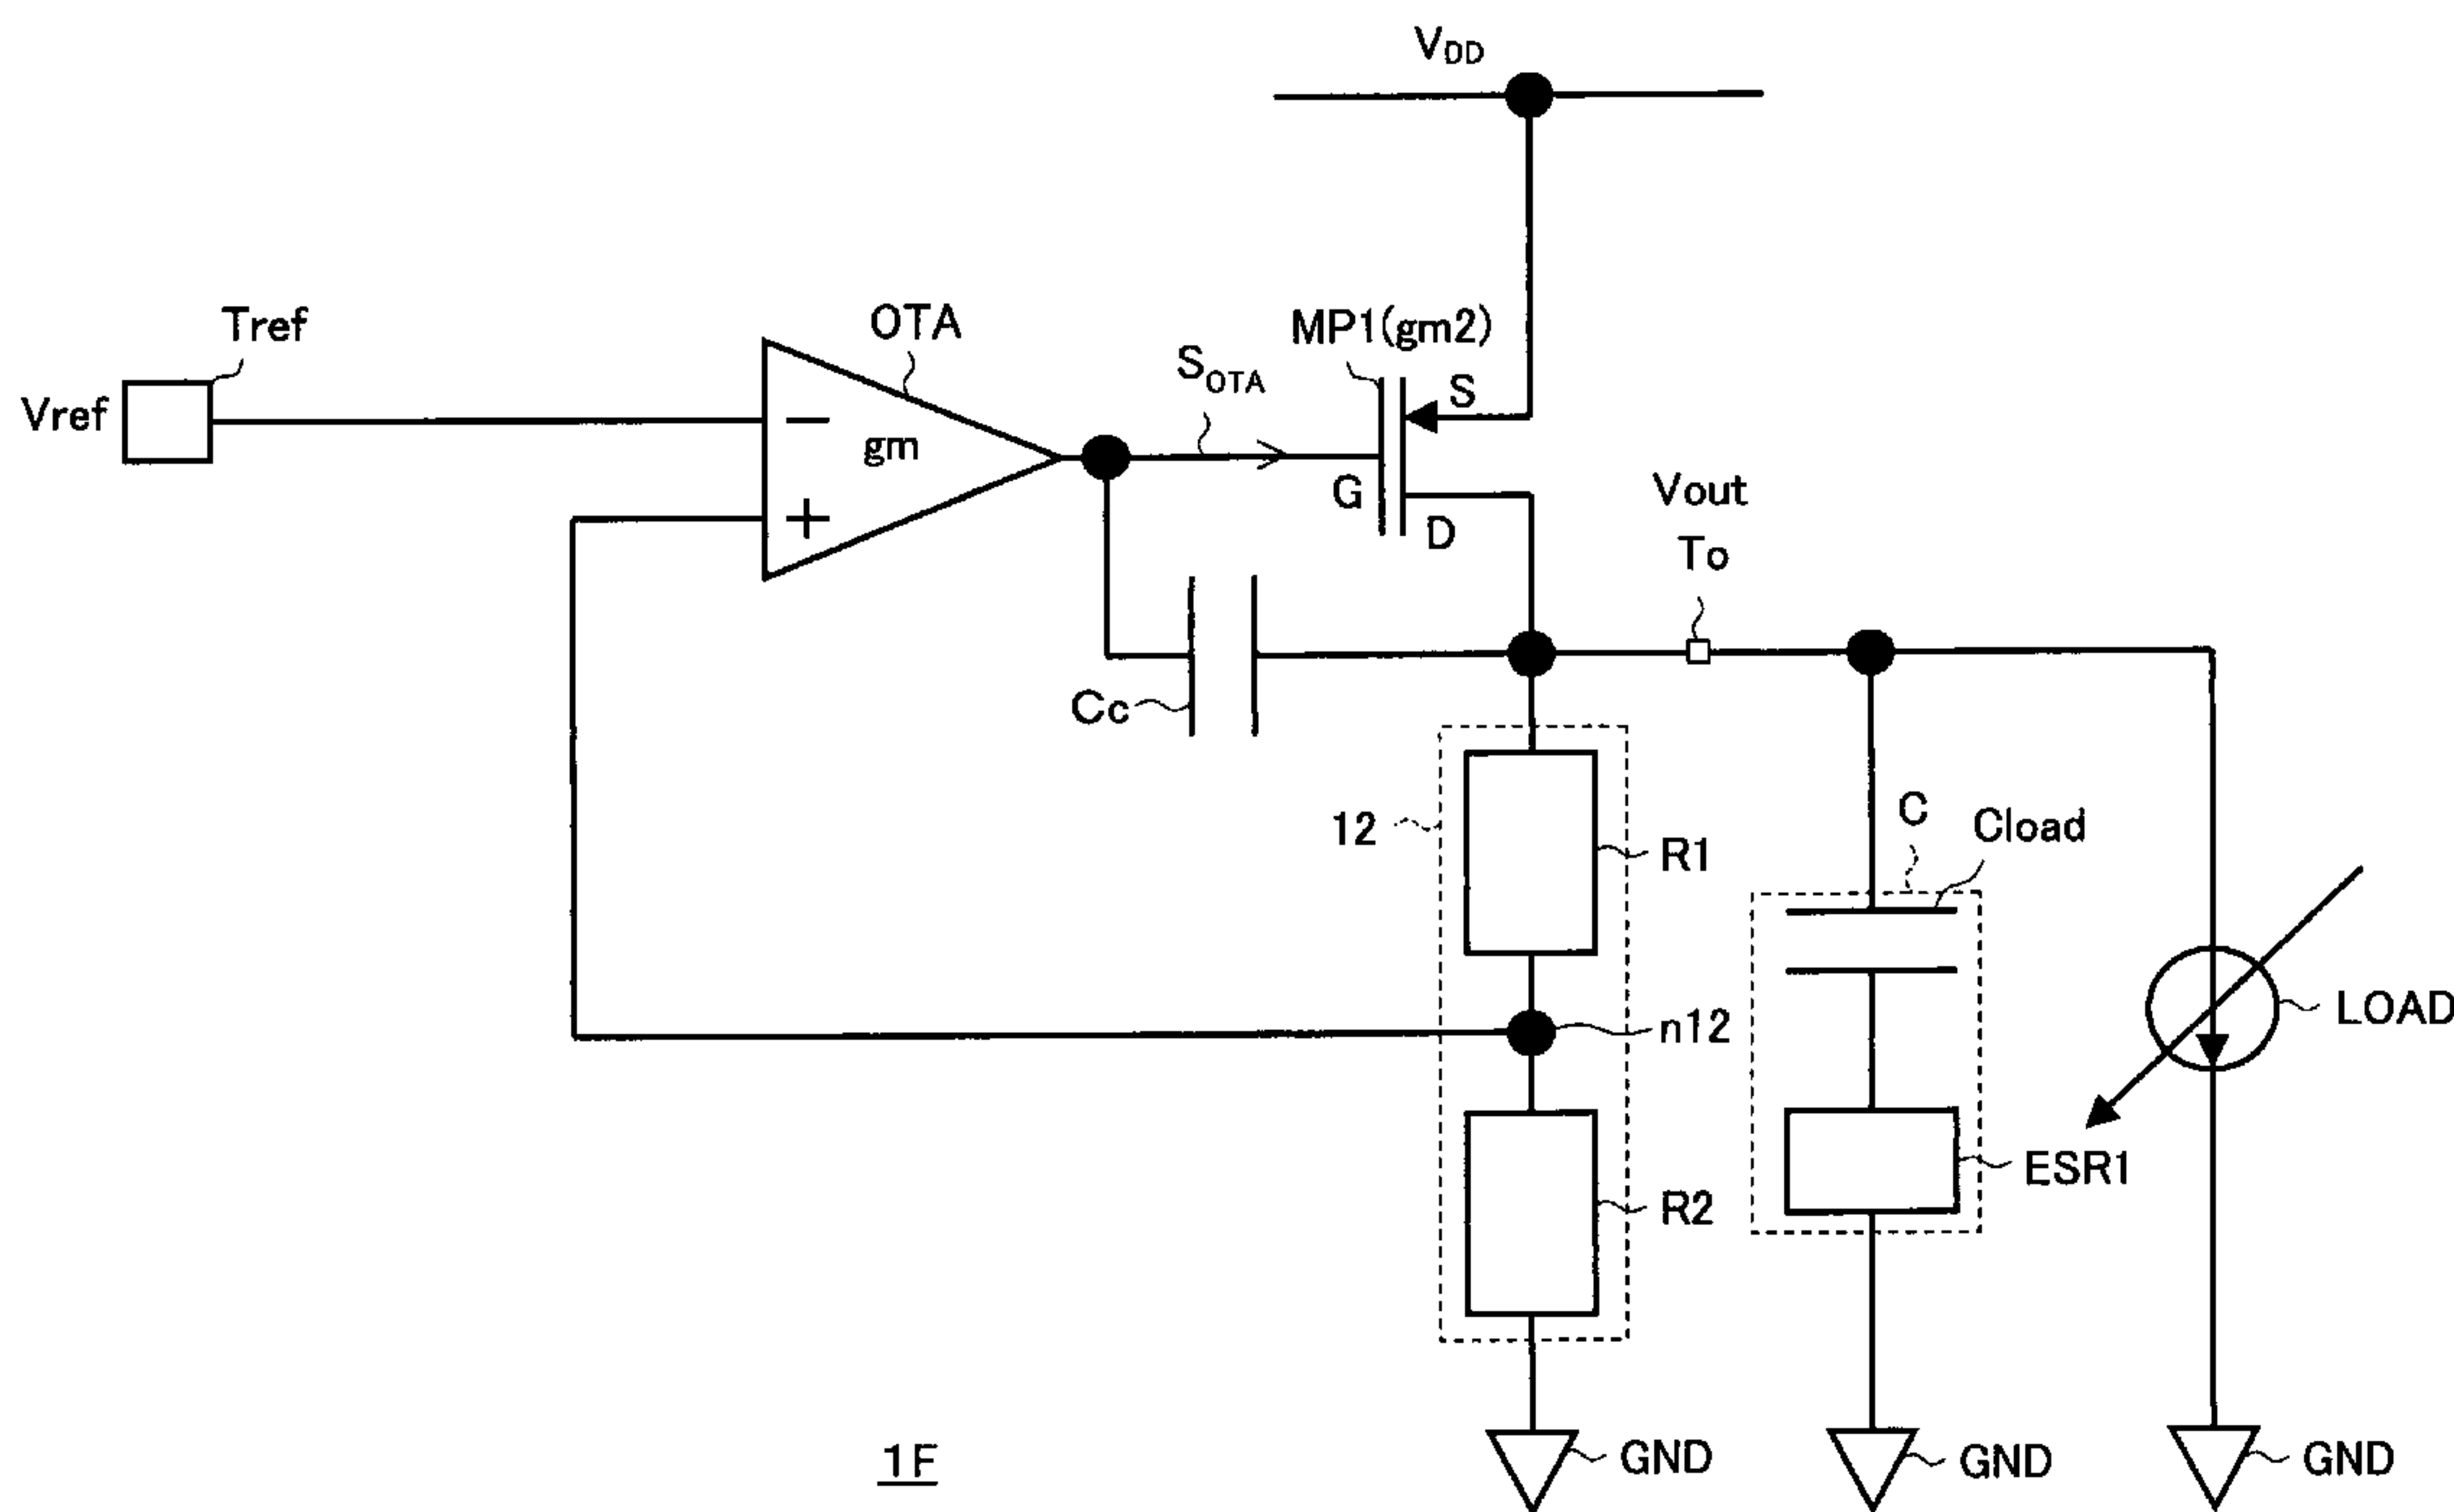 VDD
Tref
OTA
MP1(gm2)
SOTA
S
Vref
−
gm
G
Vout
+
D
To
Cc
12
R1
C
Cload
n12
LOAD
ESR1
R2
1F
GND
GND
GND